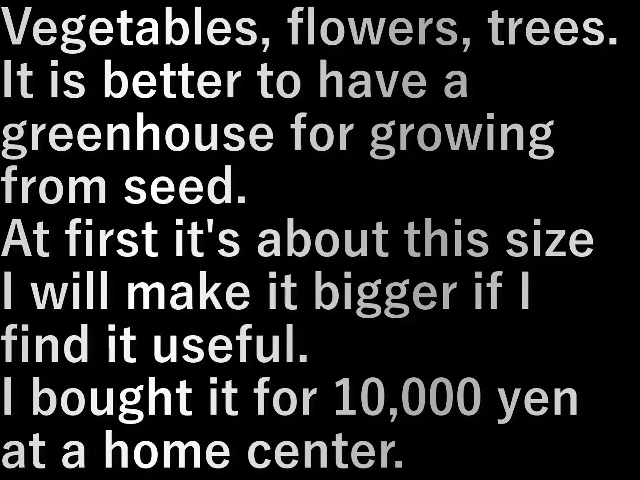 Vegetables, flowers, trees.
It is better to have a
greenhouse for growing
from seed.
At first it's about this size
I will make it bigger if I
find it useful.
I bought it for 10,000 yen
at a home center.